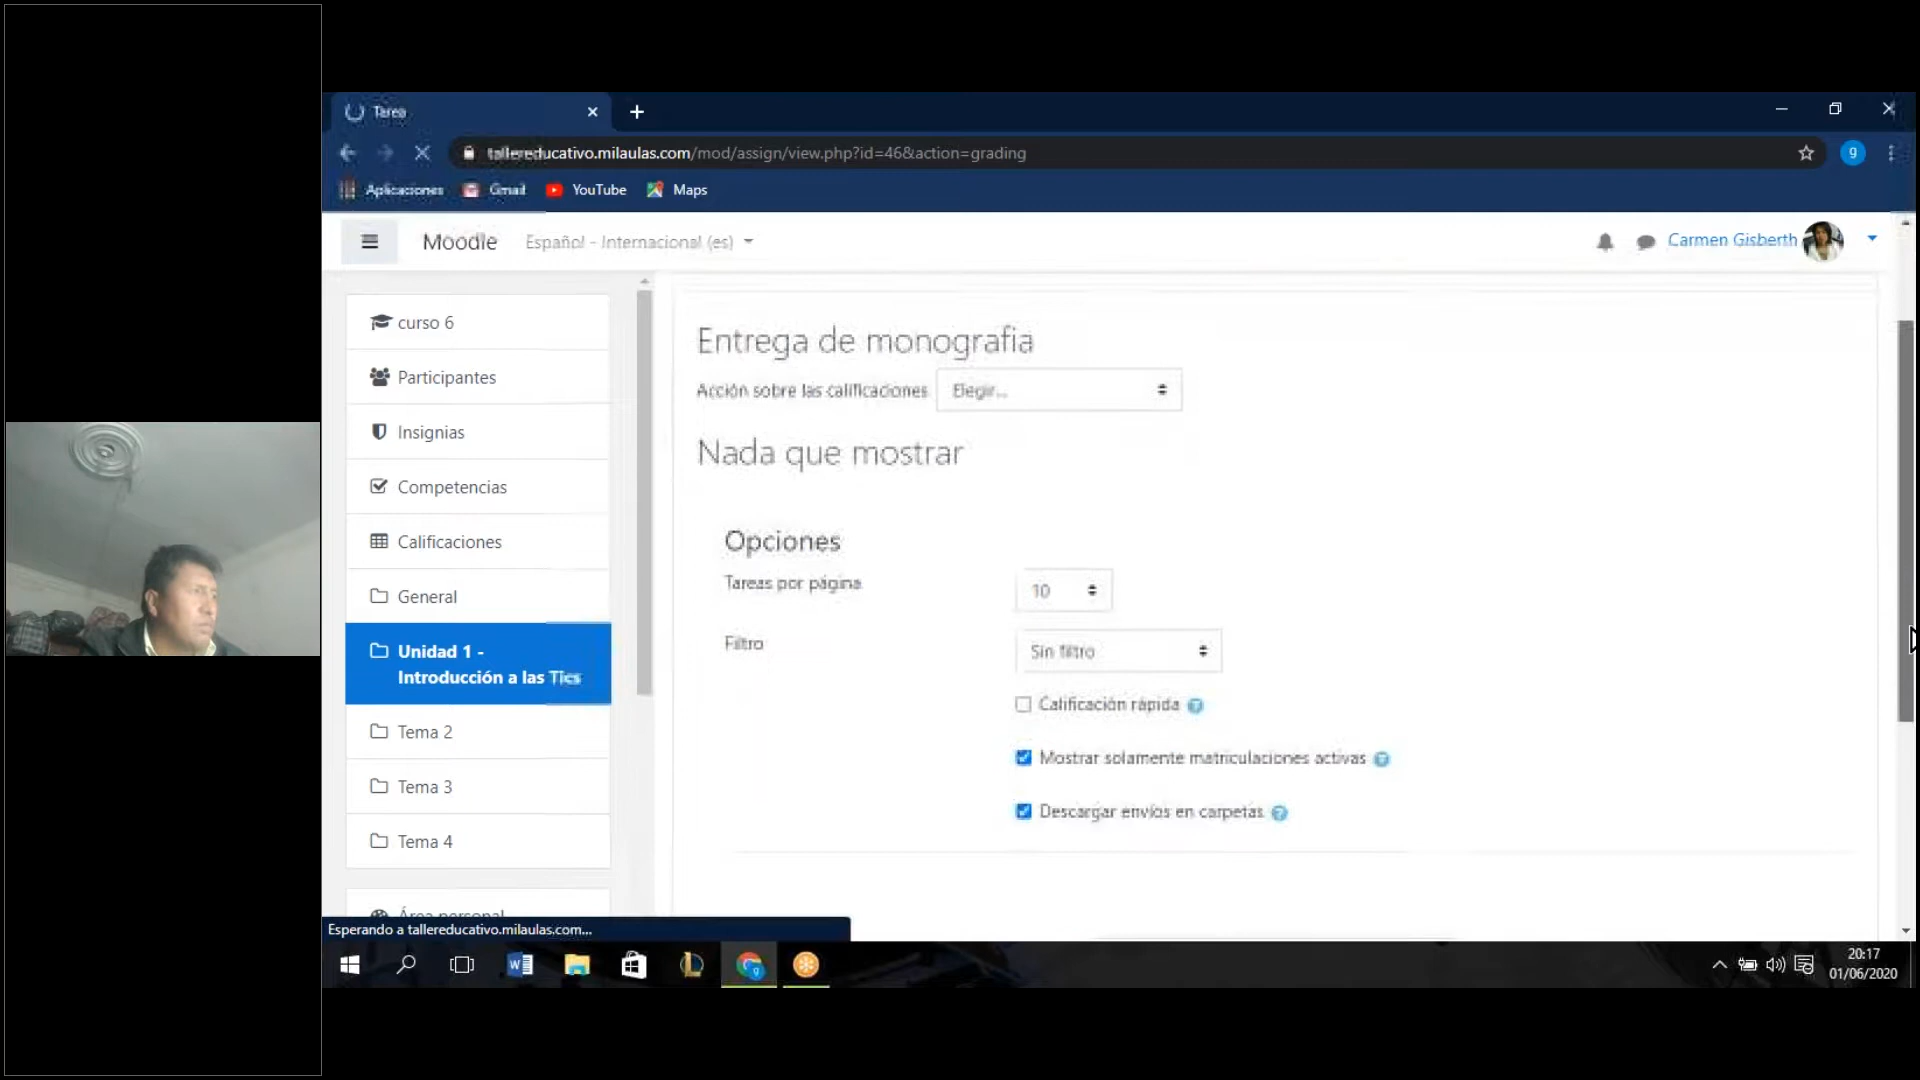 Tarea
tallereducativo.milaulas.com/mod/assign/view.php?id=46&action=grading
g
Aplicaciones Gmail YouTube Maps
Moodle Español - Internacional (es) Carmen Gisberth
curso 6
Participantes
Insignias
Competencias
Calificaciones
General
Unidad 1 -
Introducción a las Tics
Tema 2
Tema 3
Tema 4
Área personal
Entrega de monografia
Acción sobre las calificaciones Elegir...
Nada que mostrar
Opciones
Tareas por página 10
Filtro Sin filtro
Calificación rápida
Mostrar solamente matriculaciones activas
Descargar envíos en carpetas
Esperando a tallereducativo.milaulas.com...
20:17
01/06/2020